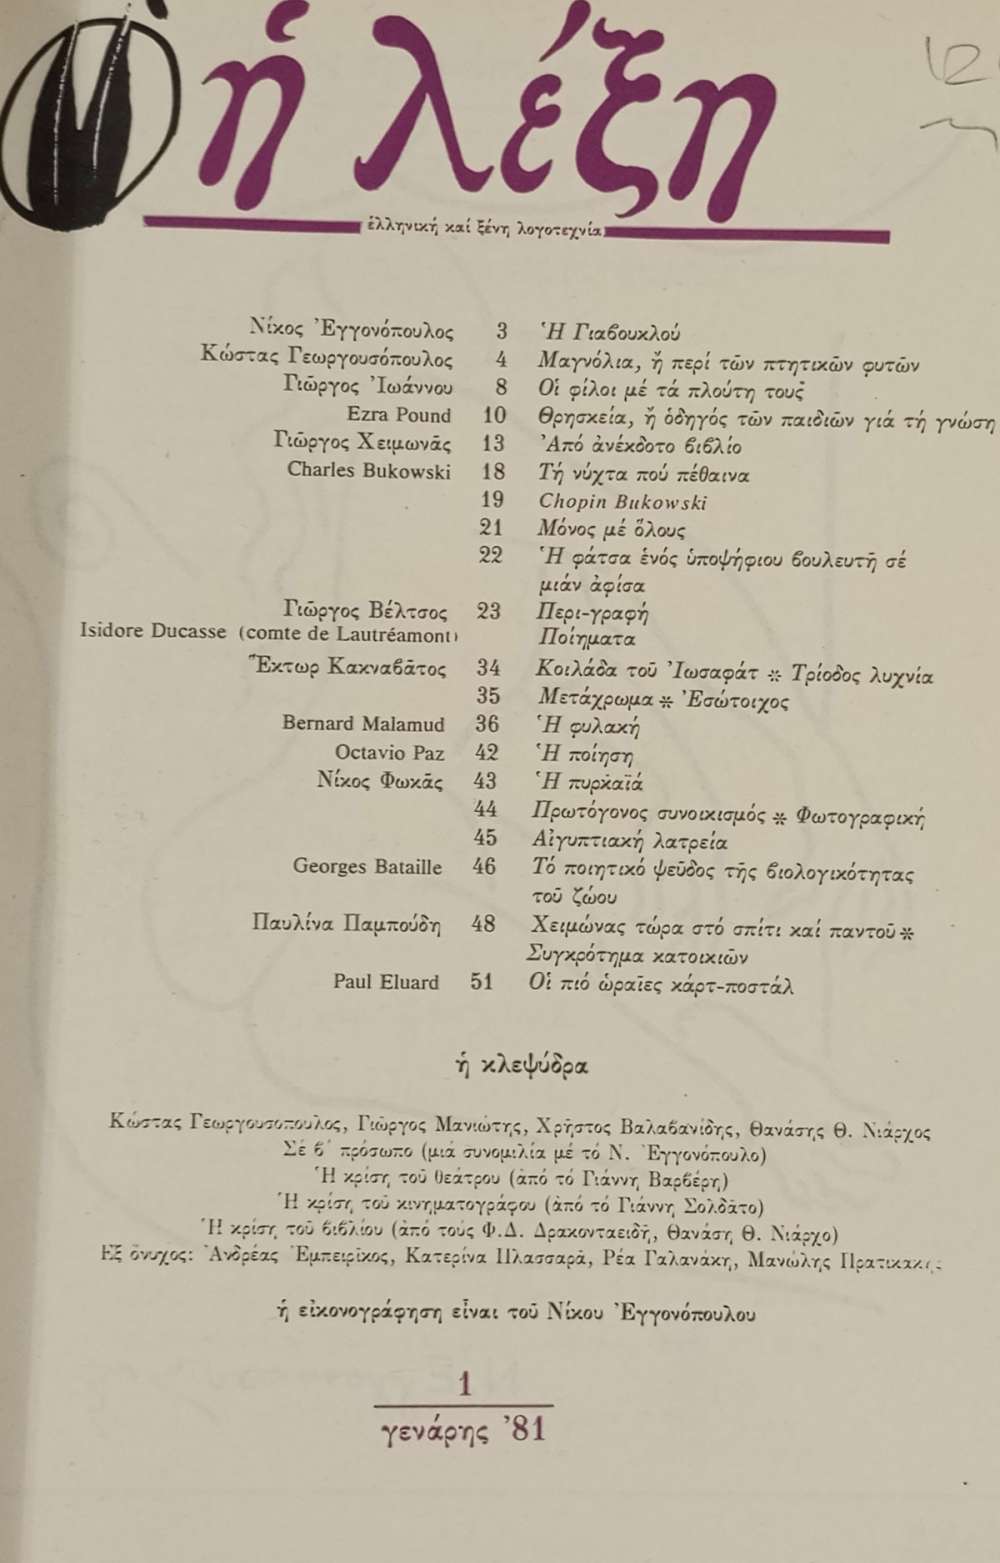 ἡ λέξη
ἑλληνική καί ξένη λογοτεχνία
Νίκος Ἐγγονόπουλος 3 Ἡ Γιαβουκλού
Κώστας Γεωργουσόπουλος 4 Μαγνόλια, ἤ περί τῶν πτητικῶν φυτῶν
Γιῶργος Ἰωάννου 8 Οἱ φίλοι μέ τά πλούτη τους
Ezra Pound 10 Θρησκεία, ἤ ὁδηγός τῶν παιδιῶν γιά τή γνώση
Γιῶργος Χειμωνᾶς 13 Ἀπό ἀνέκδοτο βιβλίο
Charles Bukowski 18 Τή νύχτα πού πέθαινα
19 Chopin Bukowski
21 Μόνος μέ ὅλους
22 Ἡ φάτσα ἑνός ὑποψήφιου βουλευτῆ σέ
μιάν ἀφίσα
Γιῶργος Βέλτσος 23 Περι-γραφή
Isidore Ducasse (comte de Lautréamont) Ποίηματα
Ἕκτωρ Κακναβᾶτος 34 Κοιλάδα τοῦ Ἰωσαφάτ * Τρίοδος λυχνία
35 Μετάχρωμα * Ἐσώτοιχος
Bernard Malamud 36 Ἡ φυλακή
Octavio Paz 42 Ἡ ποίηση
Νίκος Φωκᾶς 43 Ἡ πυρκαϊά
44 Πρωτόγονος συνοικισμός * Φωτογραφική
45 Αἰγυπτιακή λατρεία
Georges Bataille 46 Τό ποιητικό ψεῦδος τῆς βιολογικότητας
τοῦ ζώου
Παυλίνα Παμπούδη 48 Χειμώνας τώρα στό σπίτι καί παντοῦ *
Συγκρότημα κατοικιῶν
Paul Eluard 51 Οἱ πιό ὡραῖες κάρτ-ποστάλ
ἡ κλεψύδρα
Κώστας Γεωργουσοπουλος, Γιῶργος Μανιώτης, Χρῆστος Βαλαβανίδης, Θανάσης Θ. Νιάρχος
Σέ β΄ πρόσωπο (μιά συνομιλία μέ τό Ν. Ἐγγονόπουλο)
Ἡ κρίση τοῦ θεάτρου (ἀπό τό Γιάννη Βαρβέρη)
Ἡ κρίση τοῦ κινηματογράφου (ἀπό τό Γιάννη Σολδᾶτο)
Ἡ κρίση τοῦ βιβλίου (ἀπό τούς Φ.Δ. Δρακονταειδῆ, Θανάση Θ. Νιάρχο)
Ἐξ ὄνυχος: Ἀνδρέας Ἐμπειρῖκος, Κατερίνα Πλασσαρᾶ, Ρέα Γαλανάκη, Μανώλης Πρατικακης
ἡ εἰκονογράφηση εἶναι τοῦ Νίκου Ἐγγονόπουλου
1
γενάρης '81